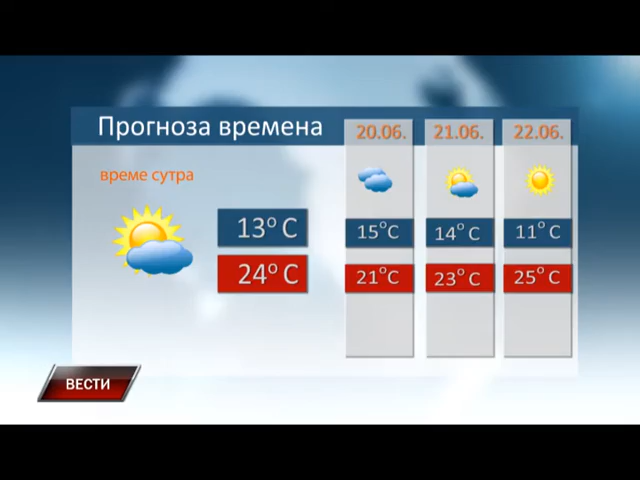 Прогноза времена
време сутра
13° C
24° C
20.06.
15°C
21°C
21.06.
14° C
23° C
22.06.
11° C
25° C
ВЕСТИ